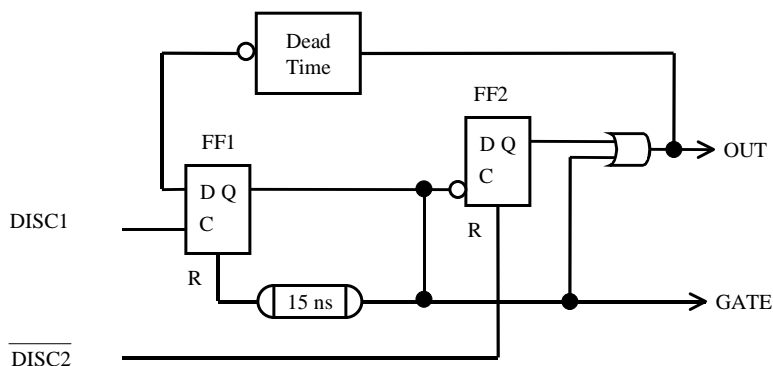 Dead
Time
FF2
FF1
D Q
C
OUT
D Q
C
DISC1
R
R
15 ns
GATE
DISC2